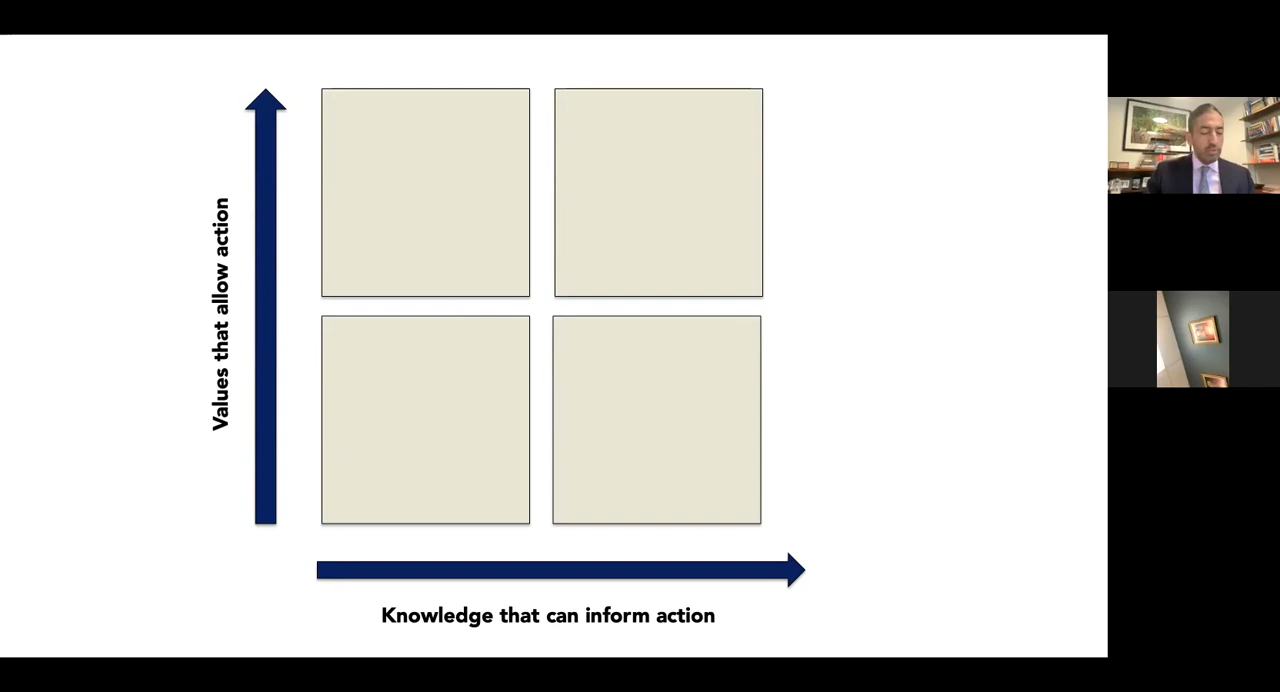 Values that allow action
Knowledge that can inform action